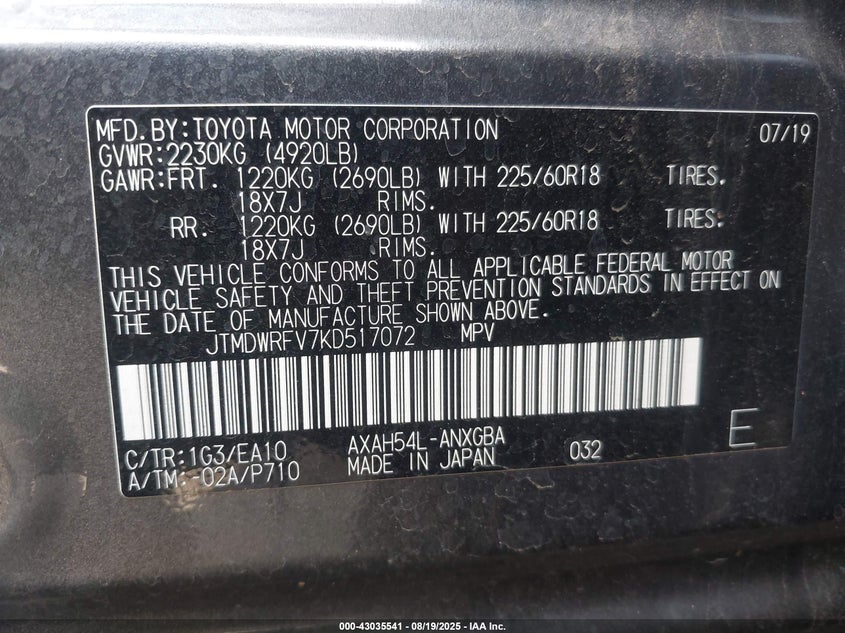 MFD.BY:TOYOTA MOTOR CORPORATION 07/19
GVWR:2230KG (4920LB)
GAWR:FRT. 1220KG (2690LB) WITH 225/60R18 TIRES.
18X7J RIMS.
RR. 1220KG (2690LB) WITH 225/60R18 TIRES:
18X7J RIMS.
THIS VEHICLE CONFORMS TO ALL APPLICABLE FEDERAL MOTOR
VEHICLE SAFETY AND THEFT PREVENTION STANDARDS IN EFFECT ON
THE DATE OF MANUFACTURE SHOWN ABOVE.
JTMDWRFV7KD517072 MPV
C/TR:1G3/EA10 AXAH54L-ANXGBA 032 E
A/TM:-02A/P710 MADE IN JAPAN
000-43035541 - 08/19/2025 - IAA Inc.